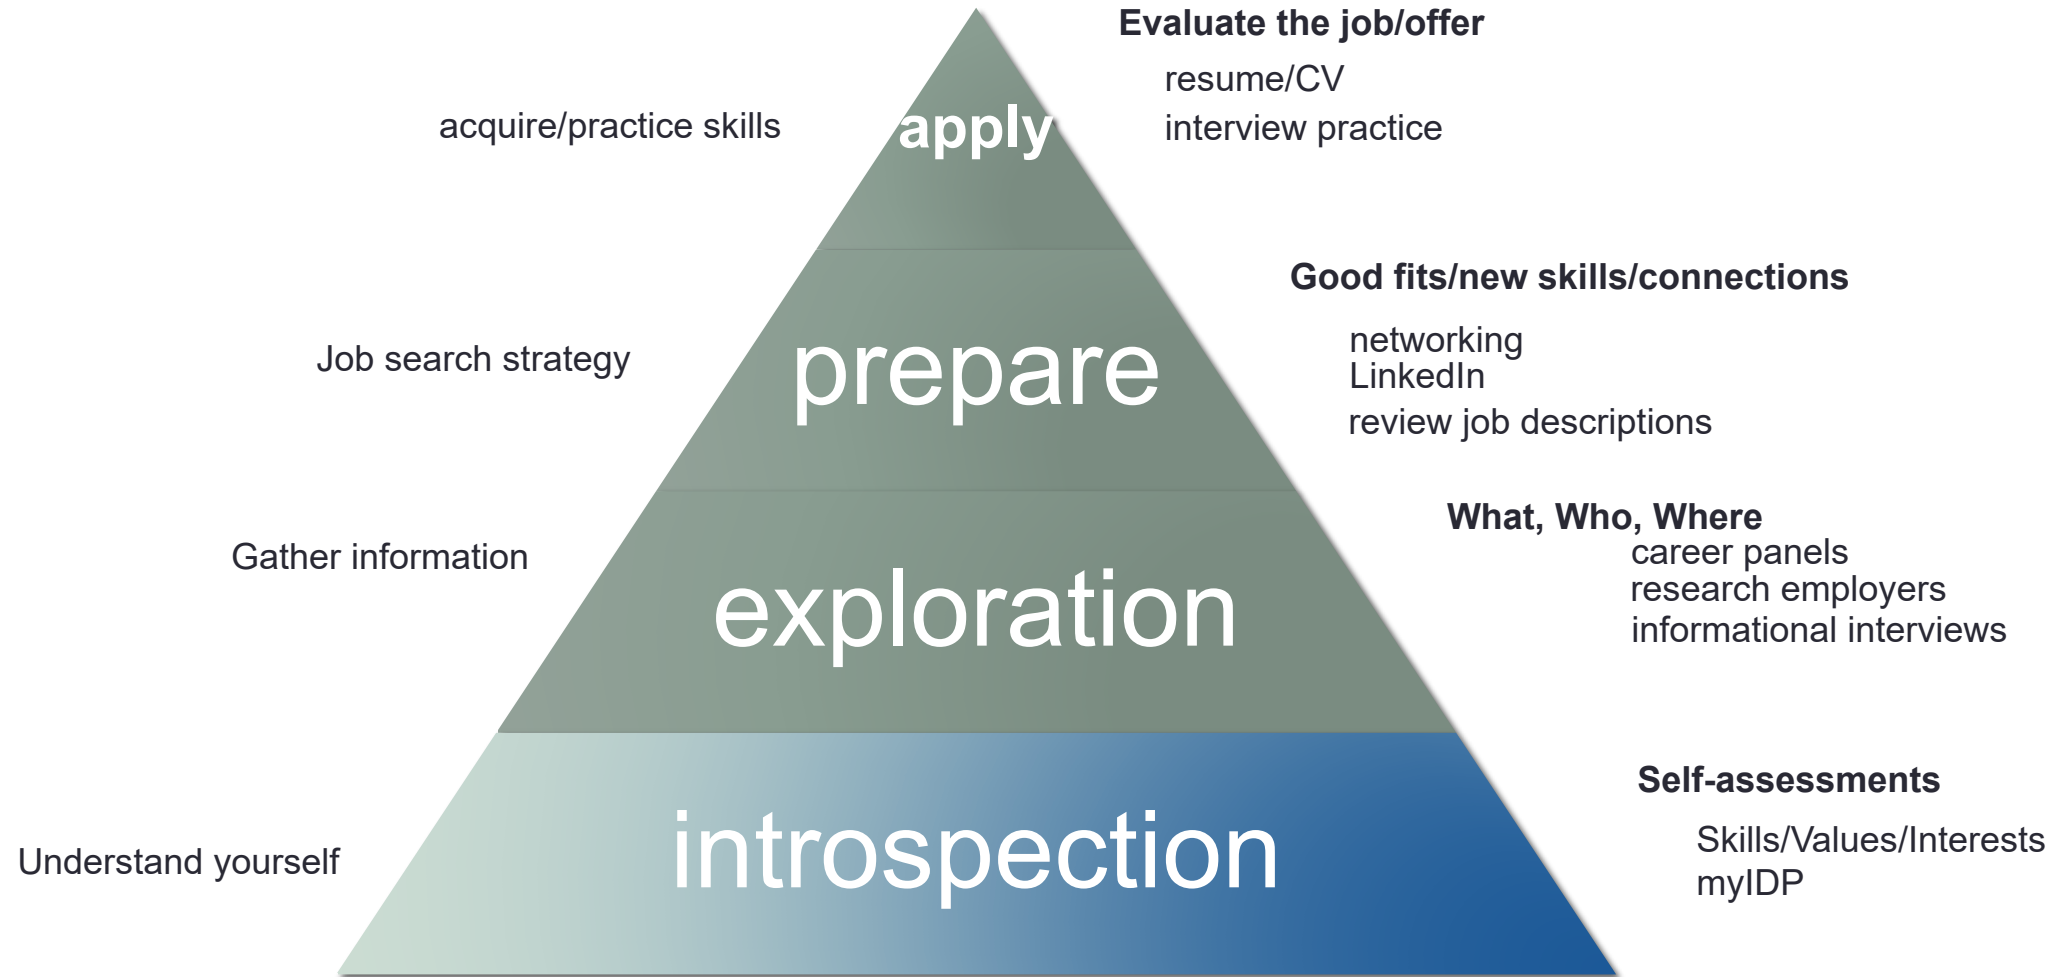 Evaluate the job/offer
resume/CV
acquire/practice skills
apply
interview practice
Good fits/new skills/connections
networking
Job search strategy
prepare
LinkedIn
review job descriptions
What, Who, Where
Gather information
career panels
research employers
exploration
informational interviews
Self-assessments
Skills/Values/Interests
Understand yourself
introspection
myIDP